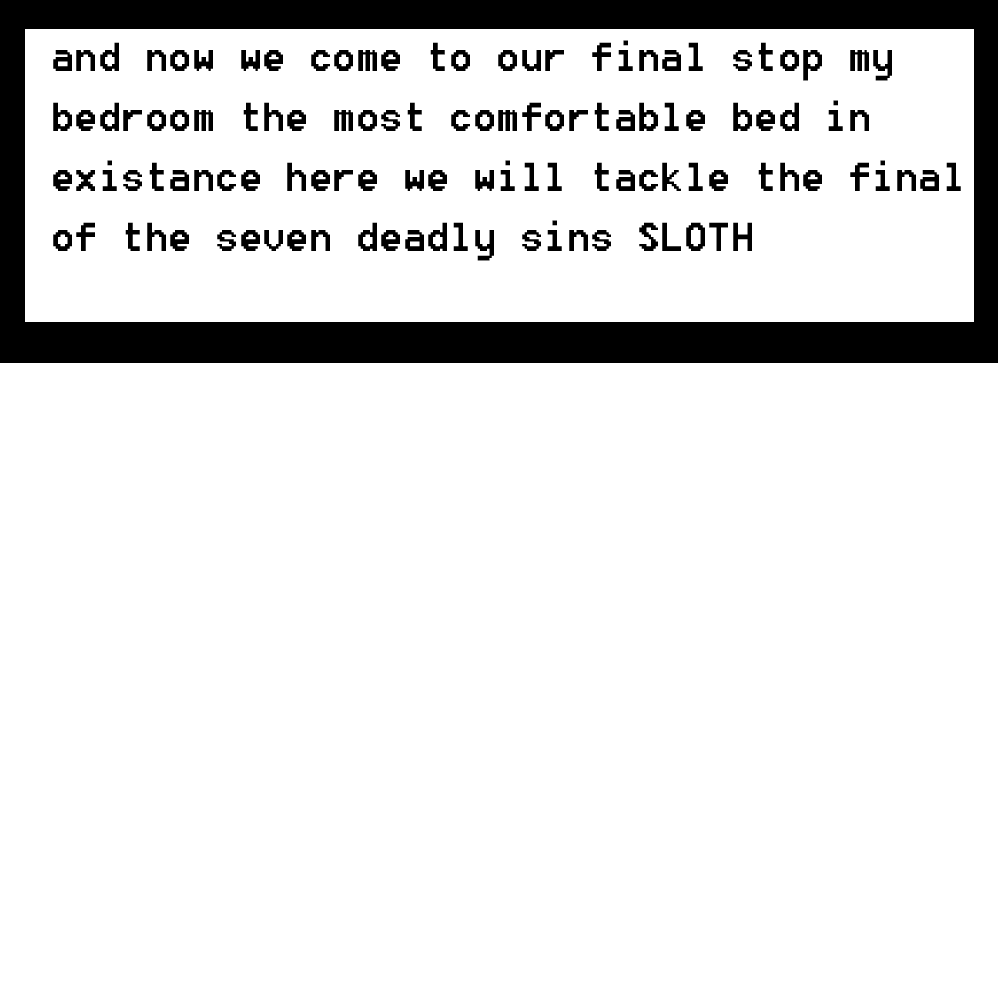 and now we come to our final stop my
bedroom the most comfortable bed in
existance here we will tackle the final
of the seven deadly sins SLOTH